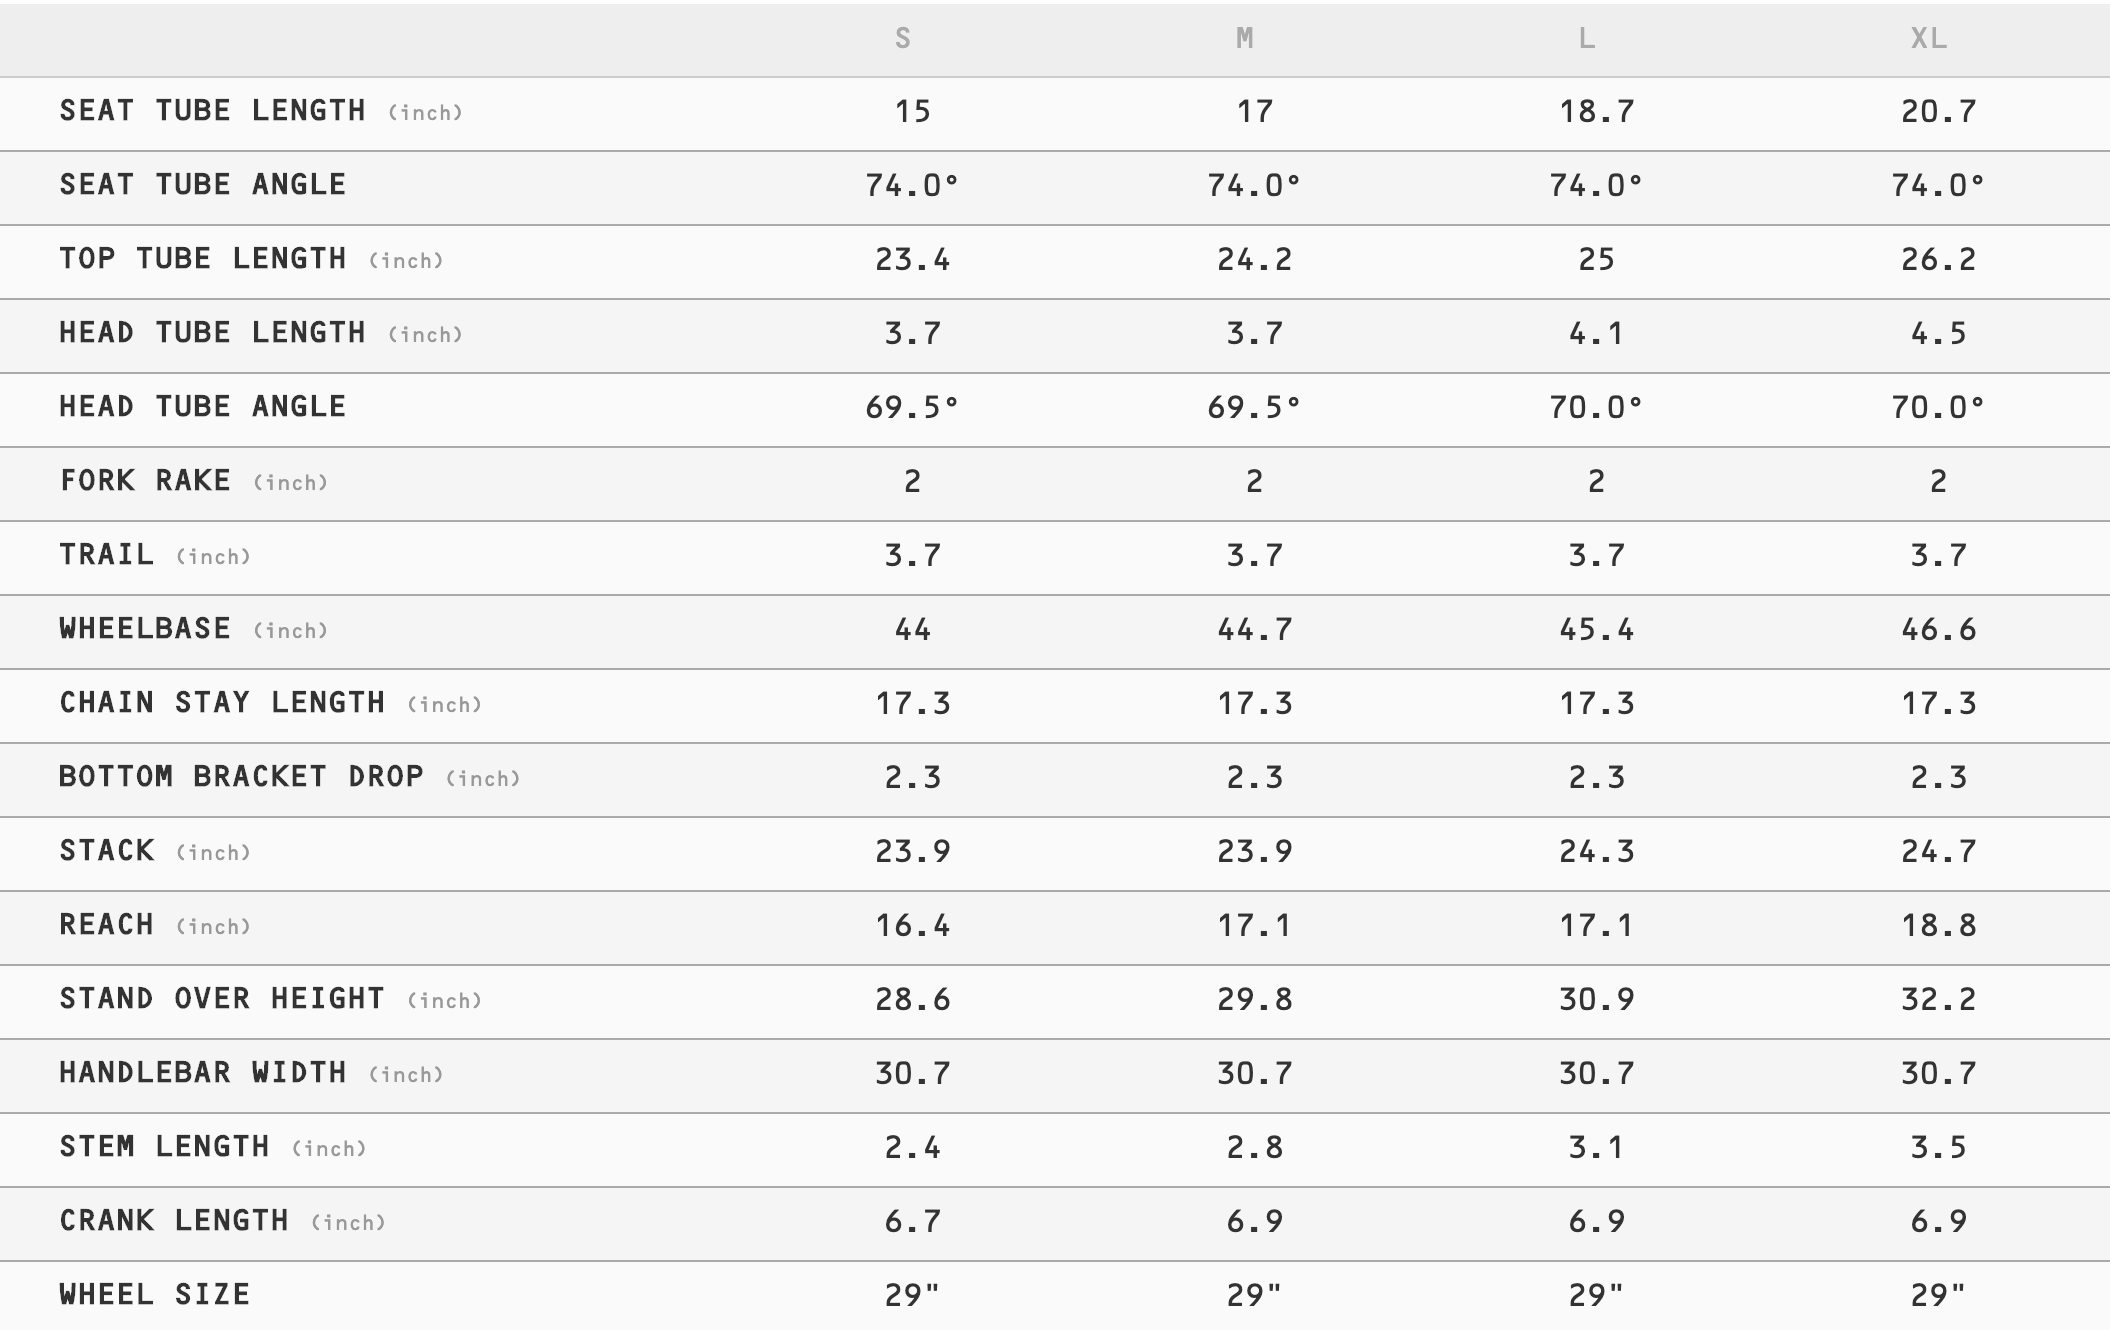 S M L XL
SEAT TUBE LENGTH (inch) 15 17 18.7 20.7
SEAT TUBE ANGLE 74.0° 74.0° 74.0° 74.0°
TOP TUBE LENGTH (inch) 23.4 24.2 25 26.2
HEAD TUBE LENGTH (inch) 3.7 3.7 4.1 4.5
HEAD TUBE ANGLE 69.5° 69.5° 70.0° 70.0°
FORK RAKE (inch) 2 2 2 2
TRAIL (inch) 3.7 3.7 3.7 3.7
WHEELBASE (inch) 44 44.7 45.4 46.6
CHAIN STAY LENGTH (inch) 17.3 17.3 17.3 17.3
BOTTOM BRACKET DROP (inch) 2.3 2.3 2.3 2.3
STACK (inch) 23.9 23.9 24.3 24.7
REACH (inch) 16.4 17.1 17.1 18.8
STAND OVER HEIGHT (inch) 28.6 29.8 30.9 32.2
HANDLEBAR WIDTH (inch) 30.7 30.7 30.7 30.7
STEM LENGTH (inch) 2.4 2.8 3.1 3.5
CRANK LENGTH (inch) 6.7 6.9 6.9 6.9
WHEEL SIZE 29" 29" 29" 29"